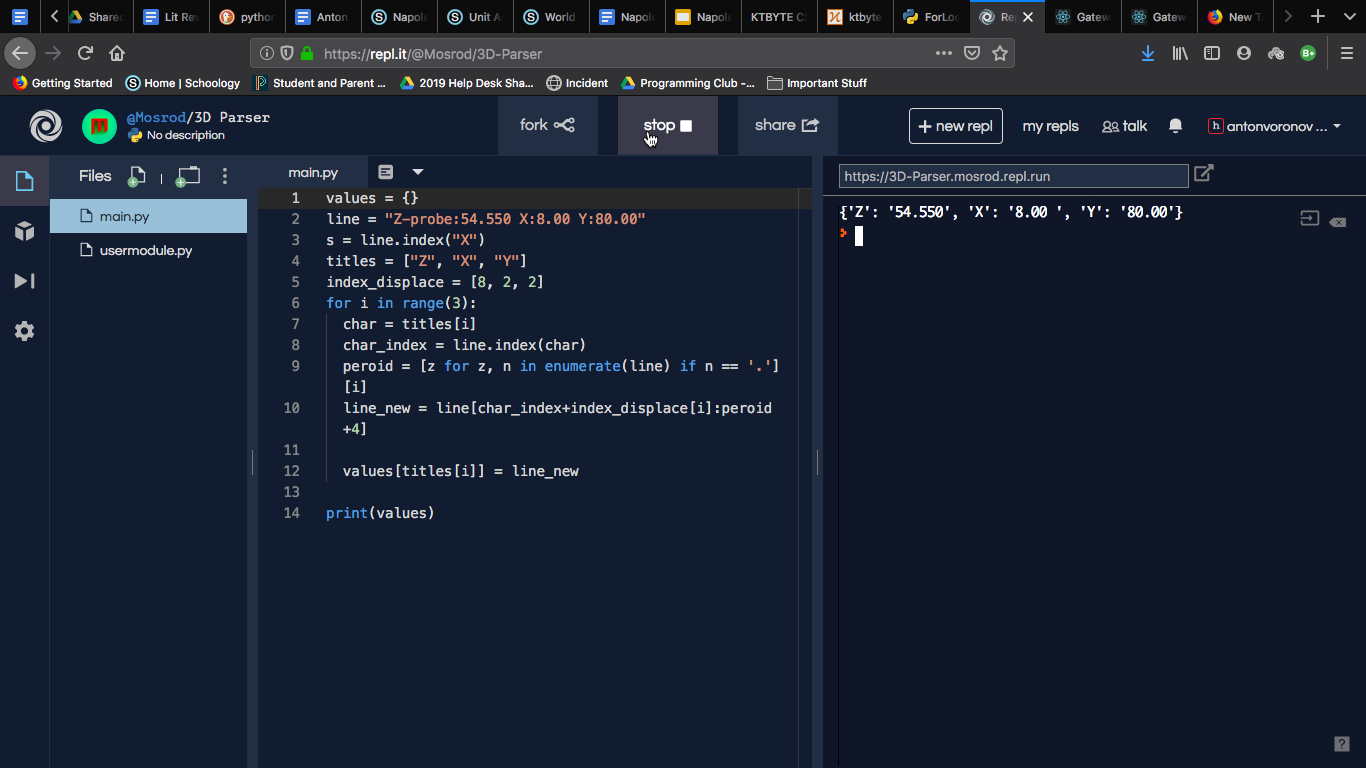 Share Lit Re pytho Anton Napol Unit A World Napole Napol KTBYTE C ktbyte ForLo Re Gatew Gatew New T
https://repl.it/@Mosrod/3D-Parser
B+
Getting Started Home | Schoology Student and Parent ... 2019 Help Desk Sha... Incident Programming Club -... Important Stuff
@Mosrod/3D Parser
No description
fork stop share + new repl my repls talk h antonvoronov ...
Files main.py https://3D-Parser.mosrod.repl.run
main.py
usermodule.py
1 values = {}
2 line = "Z-probe:54.550 X:8.00 Y:80.00"
3 s = line.index("X")
4 titles = ["Z", "X", "Y"]
5 index_displace = [8, 2, 2]
6 for i in range(3):
7 char = titles[i]
8 char_index = line.index(char)
9 peroid = [z for z, n in enumerate(line) if n == '.']
[i]
10 line_new = line[char_index+index_displace[i]:peroid
+4]
11
12 values[titles[i]] = line_new
13
14 print(values)
{'Z': '54.550', 'X': '8.00 ', 'Y': '80.00'}
?